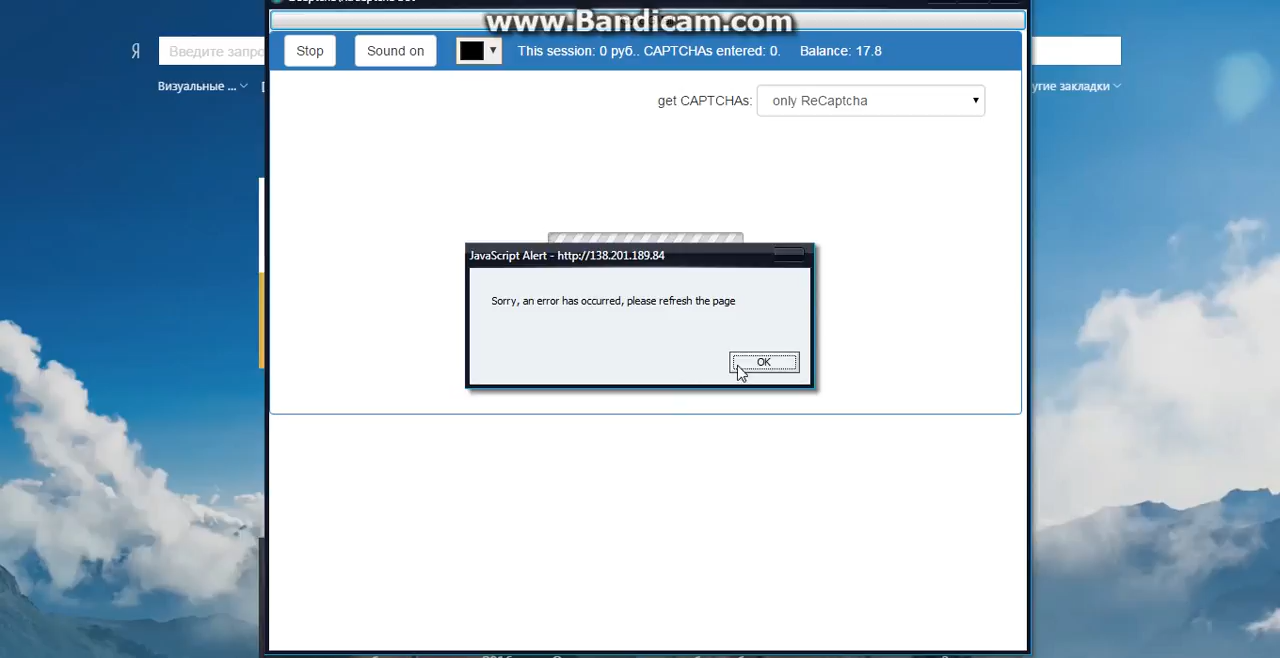 www.Bandicam.com
Я
Введите запрос
Stop
Sound on
This session: 0 руб.. CAPTCHAs entered: 0.
Balance: 17.8
Визуальные ...
угие закладки
get CAPTCHAs:
only ReCaptcha
JavaScript Alert - http://138.201.189.84
Sorry, an error has occurred, please refresh the page
OK